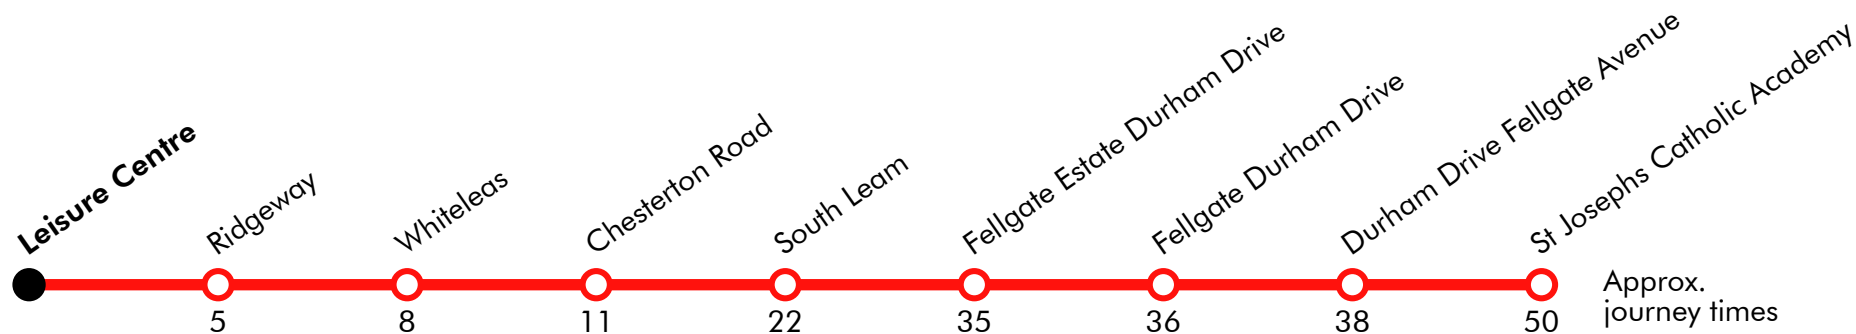 Leisure Centre
Ridgeway
Whiteleas
Chesterton Road
South Leam
Fellgate Estate Durham Drive
Fellgate Durham Drive
Durham Drive Fellgate Avenue
St Josephs Catholic Academy
5 8 11 22 35 36 38 50
Approx.
journey times